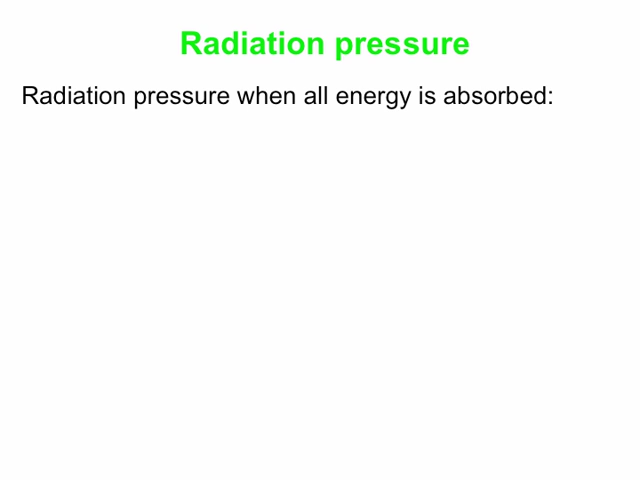 Radiation pressure
Radiation pressure when all energy is absorbed: